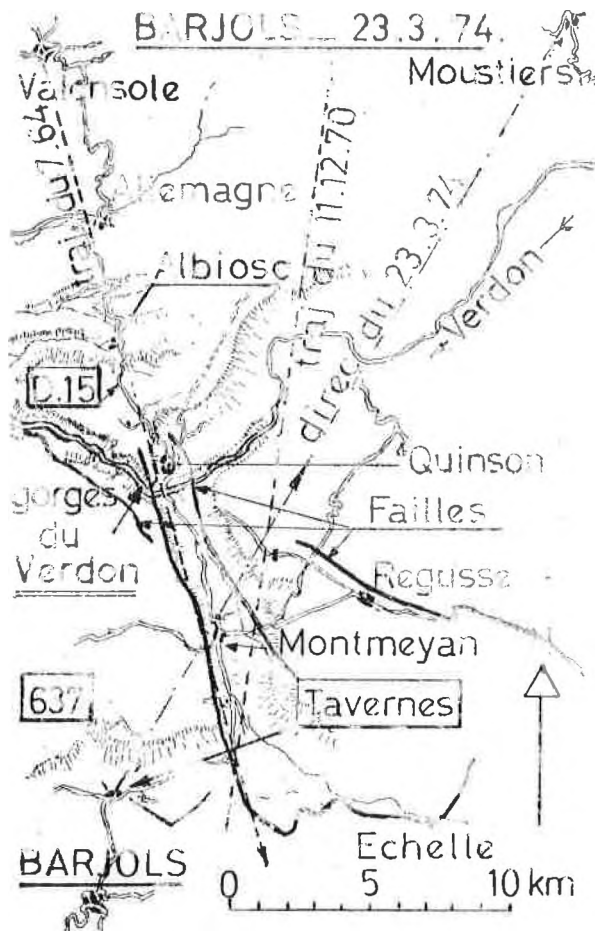 BARJOLS _ 23.3.74.
Moustiers
Valensole
traj. du 1.7.64
traj du 11.12.70
direc du 23.3.74
Allemagne
Albiosc
Verdon
D.15
Quinson
gorges
du
Verdon
Failles
Regusse
Montmeyan
637
Tavernes
BARJOLS
Echelle
0 5 10 km